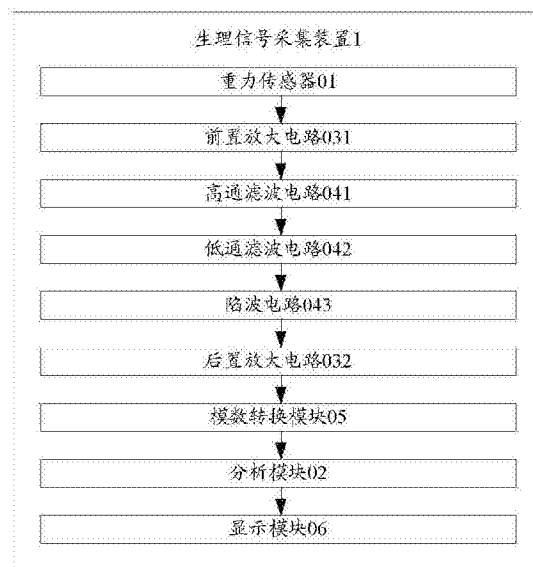 生理信号采集装置1
重力传感器01
前置放大电路031
高通滤波电路041
低通滤波电路042
陷波电路043
后置放大电路032
模数转换模块05
分析模块02
显示模块06